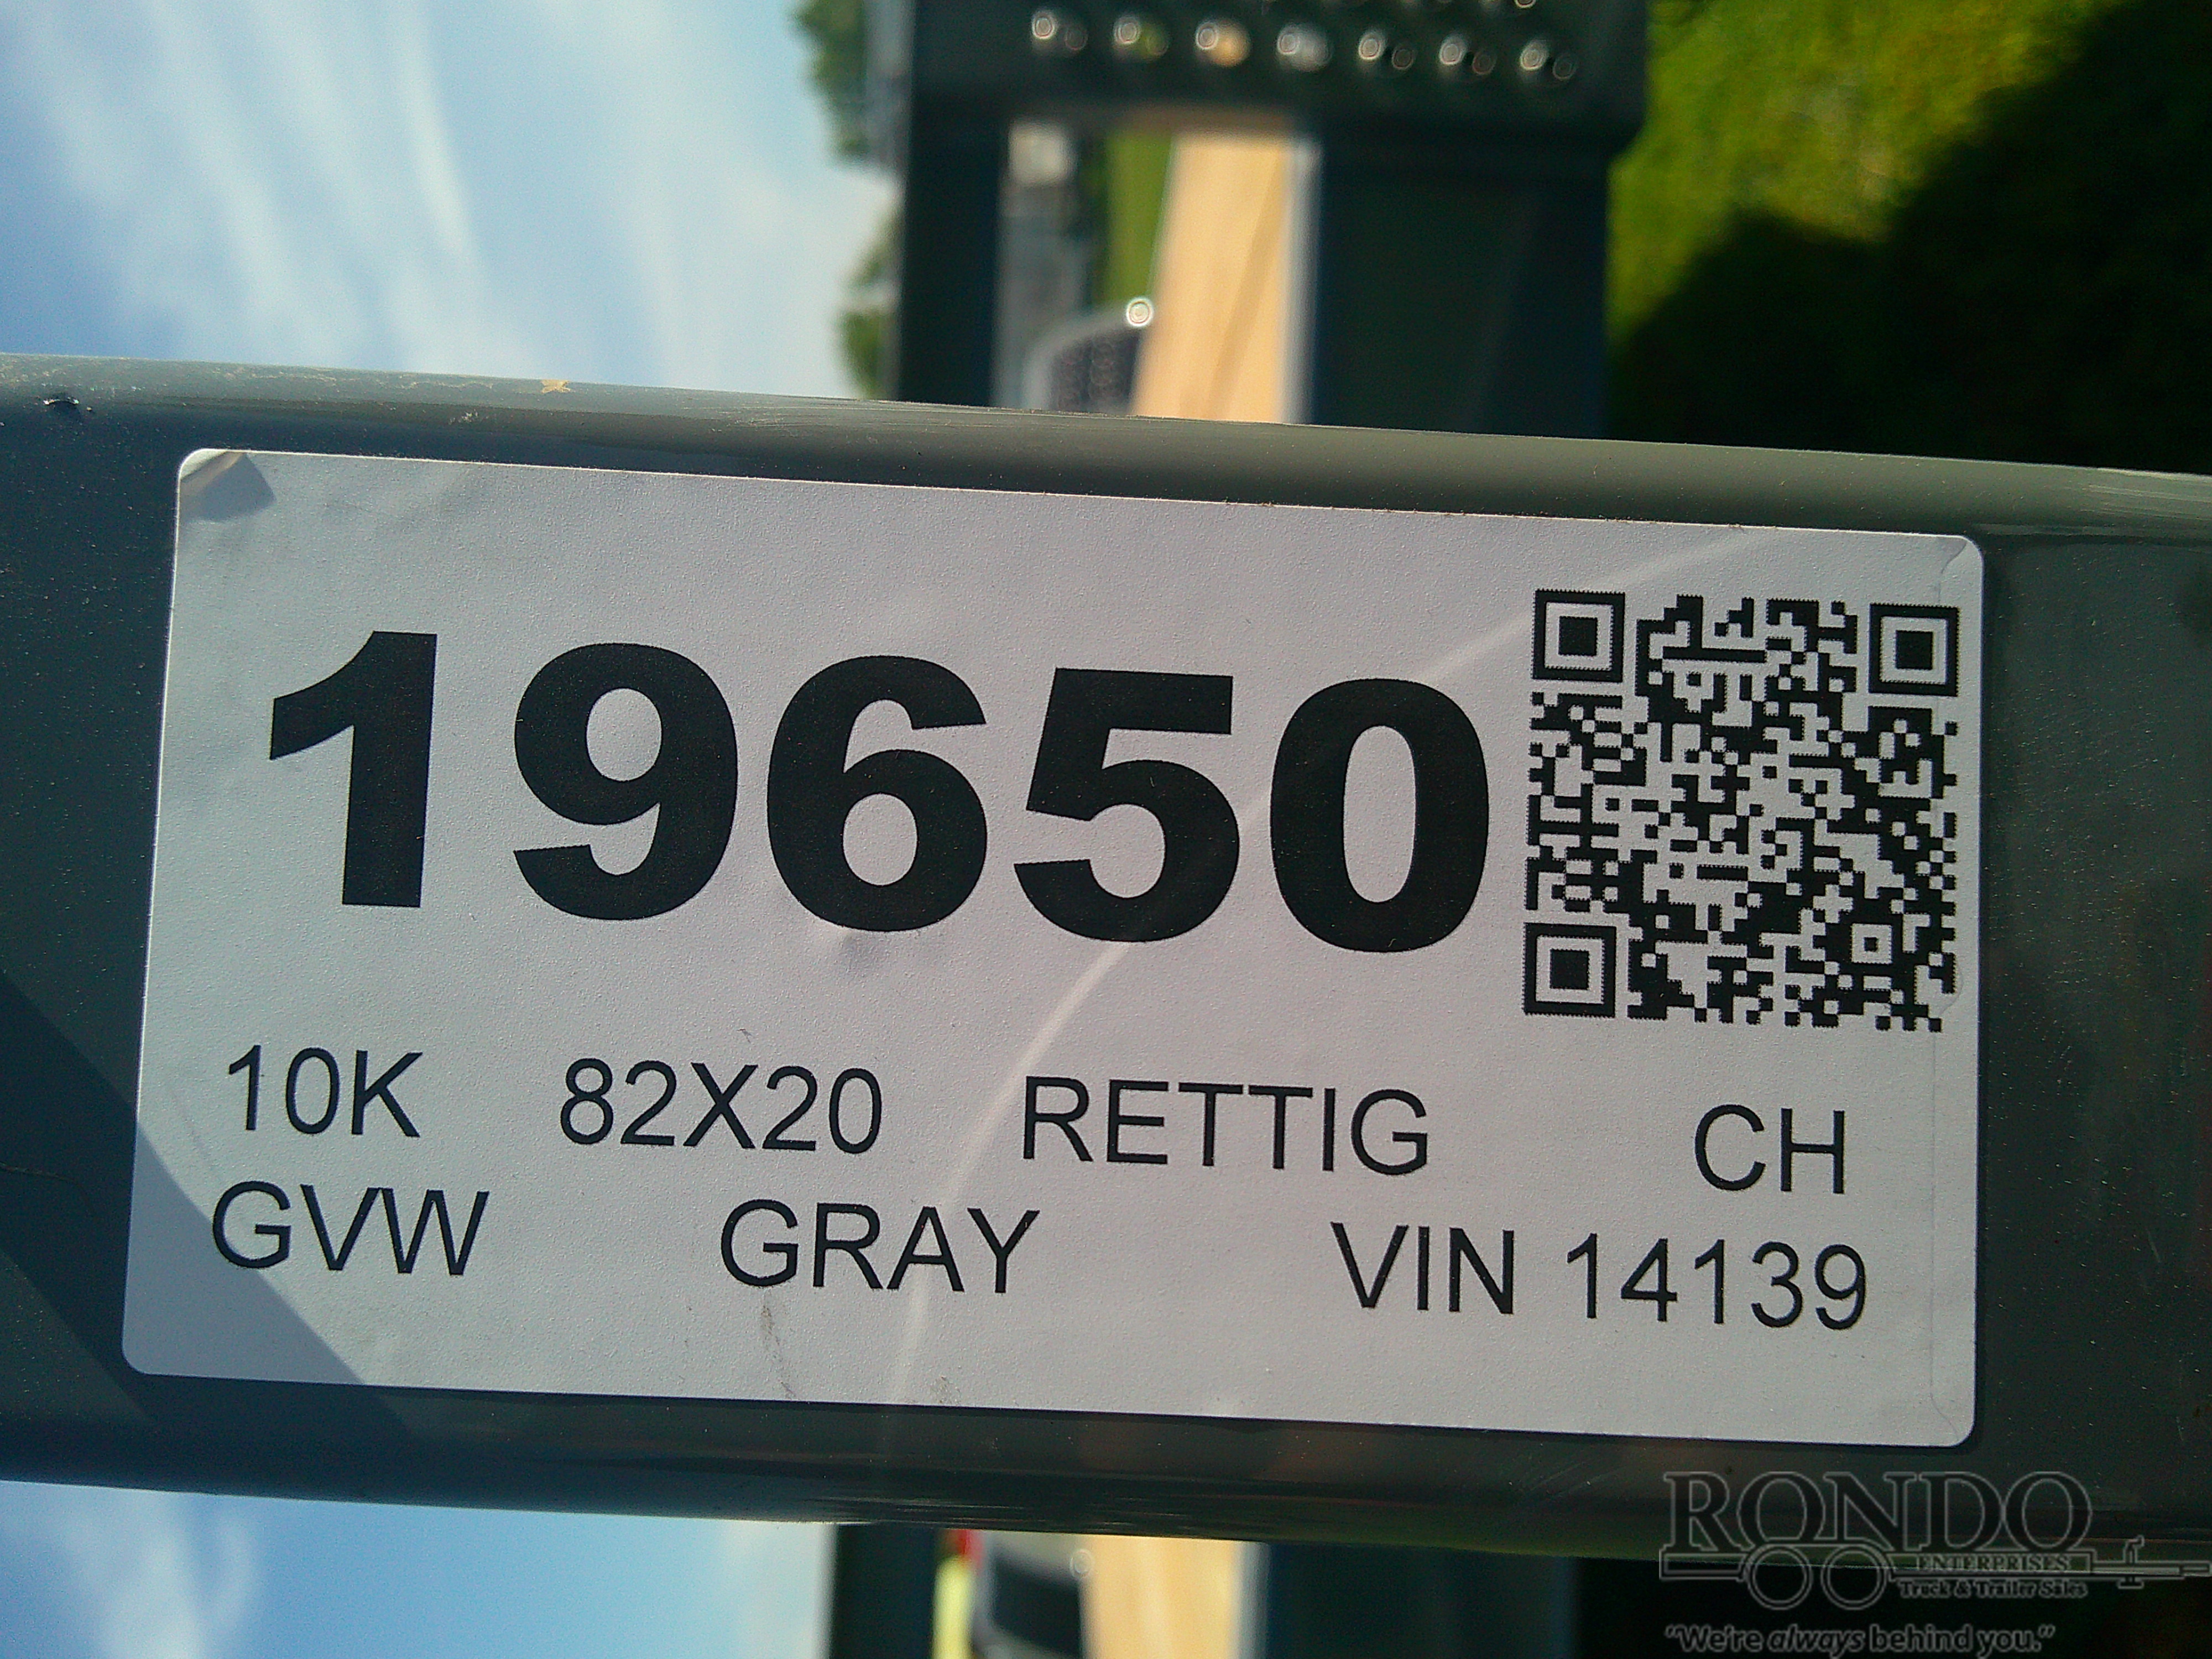 19650
10K 82X20 RETTIG CH
GVW GRAY VIN 14139
RONDO
ENTERPRISES
Truck & Trailer Sales
"We're always behind you."